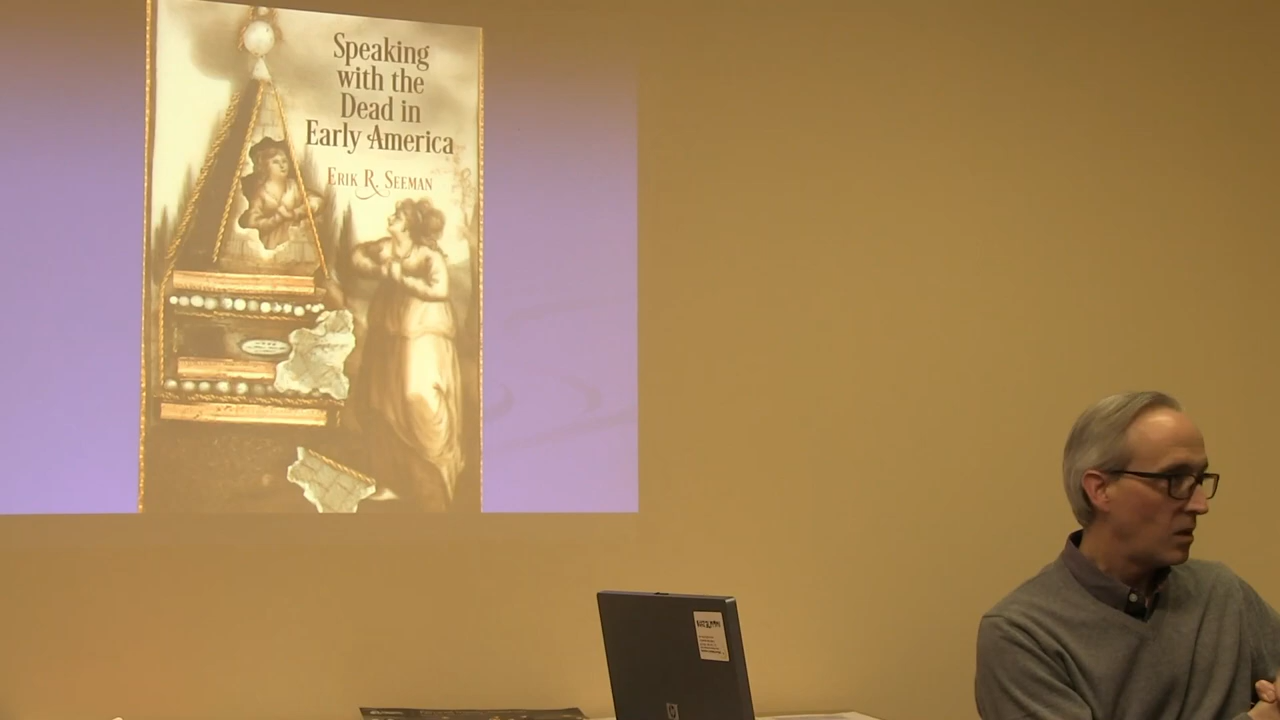 Speaking
with the
Dead in
Early America
Erik R. Seeman